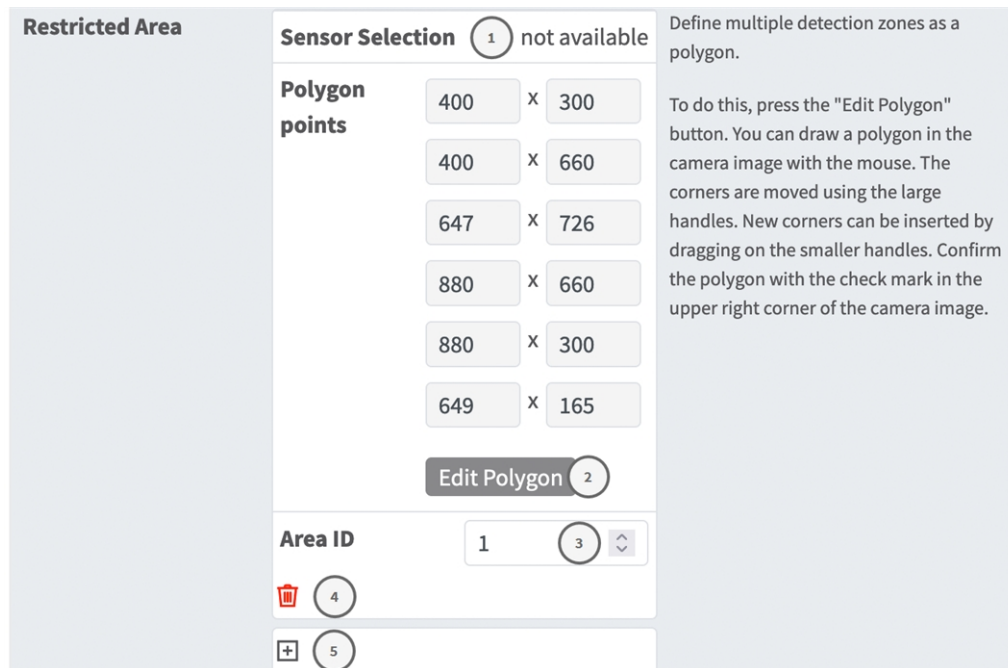 Restricted Area
Sensor Selection 1 not available
Polygon
points
400 x 300
400 x 660
647 x 726
880 x 660
880 x 300
649 x 165
Edit Polygon 2
Area ID 1 3
4
5
Define multiple detection zones as a
polygon.
To do this, press the "Edit Polygon"
button. You can draw a polygon in the
camera image with the mouse. The
corners are moved using the large
handles. New corners can be inserted by
dragging on the smaller handles. Confirm
the polygon with the check mark in the
upper right corner of the camera image.